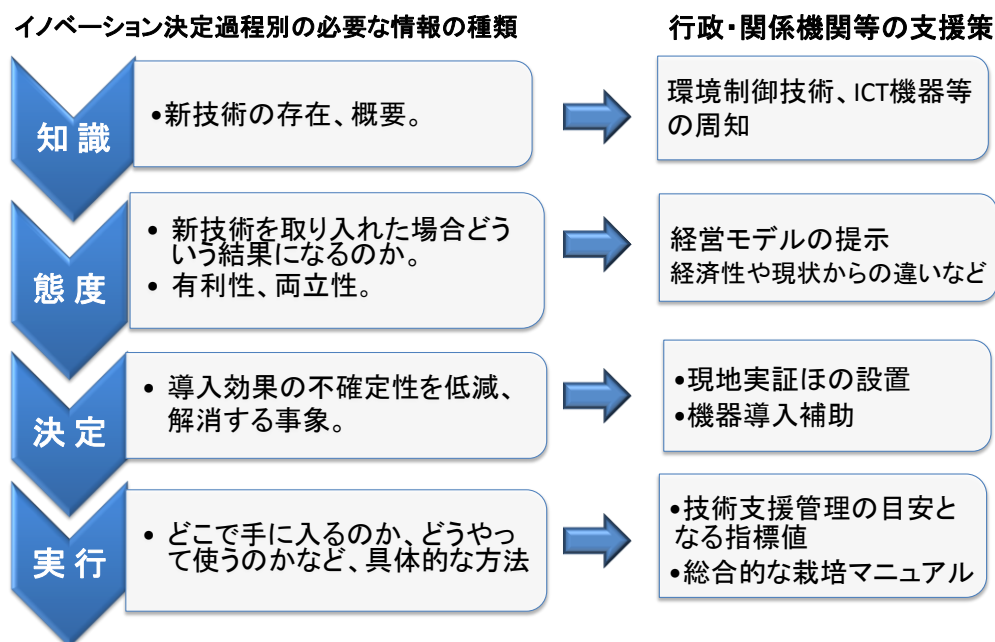 イノベーション決定過程別の必要な情報の種類
行政・関係機関等の支援策
知 識
•新技術の存在、概要。
環境制御技術、ICT機器等
の周知
態 度
• 新技術を取り入れた場合どう
いう結果になるのか。
• 有利性、両立性。
経営モデルの提示
経済性や現状からの違いなど
決 定
• 導入効果の不確定性を低減、
解消する事象。
•現地実証ほの設置
•機器導入補助
実 行
• どこで手に入るのか、どうやっ
て使うのかなど、具体的な方法
•技術支援管理の目安と
なる指標値
•総合的な栽培マニュアル